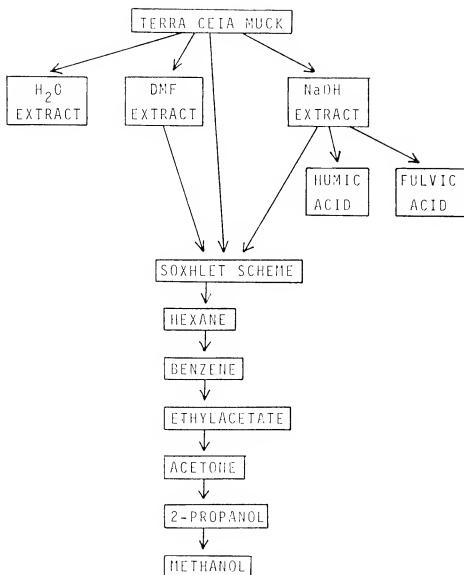 TERRA CEIA MUCK
H2O
EXTRACT
DMF
EXTRACT
NaOH
EXTRACT
HUMIC
ACID
FULVIC
ACID
SOXHLET SCHEME
HEXANE
BENZENE
ETHYLACETATE
ACETONE
2-PROPANOL
METHANOL